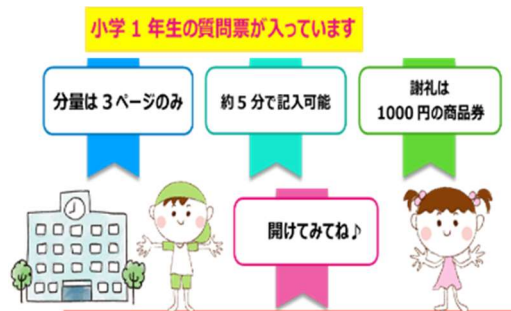 小学1年生の質問票が入っています
分量は3ページのみ
約5分で記入可能
謝礼は
1000円の商品券
開けてみてね♪